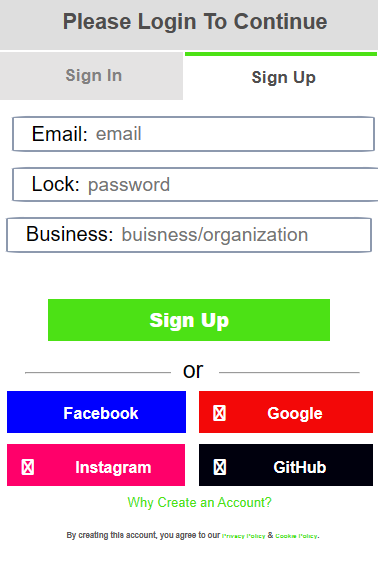 Please Login To Continue
Sign In Sign Up
Email: email
Lock: password
Business: buisness/organization
Sign Up
or
Facebook Google
Instagram GitHub
Why Create an Account?
By creating this account, you agree to our Privacy Policy & Cookie Policy.